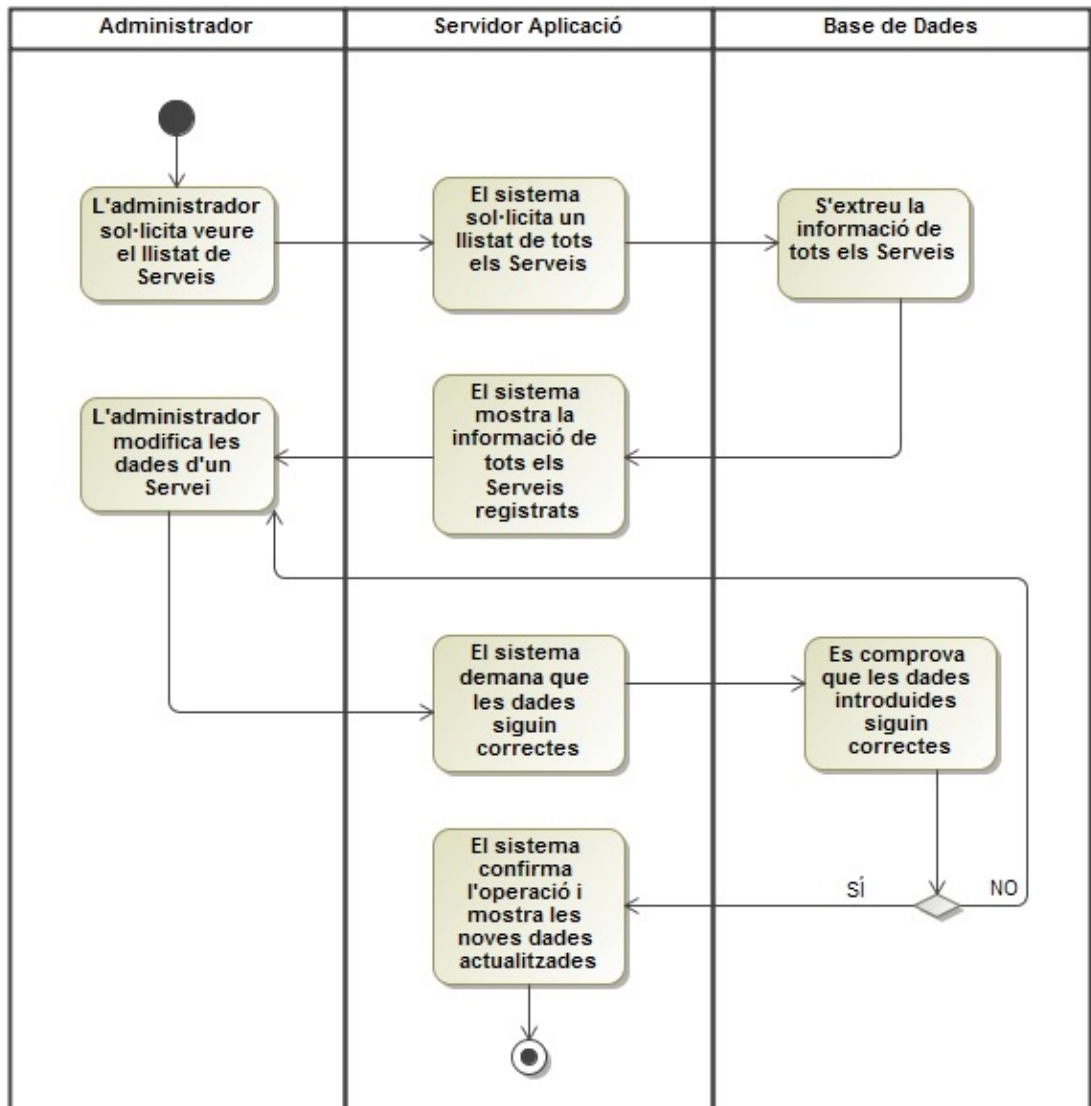 Administrador
Servidor Aplicació
Base de Dades
L'administrador
sol·licita veure
el llistat de
Serveis
El sistema
sol·licita un
llistat de tots
els Serveis
S'extreu la
informació de
tots els Serveis
L'administrador
modifica les
dades d'un
Servei
El sistema
mostra la
informació de
tots els
Serveis
registrats
El sistema
demana que
les dades
siguin
correctes
Es comprova
que les dades
introduides
siguin
correctes
El sistema
confirma
l'operació i
mostra les
noves dades
actualitzades
SÍ
NO